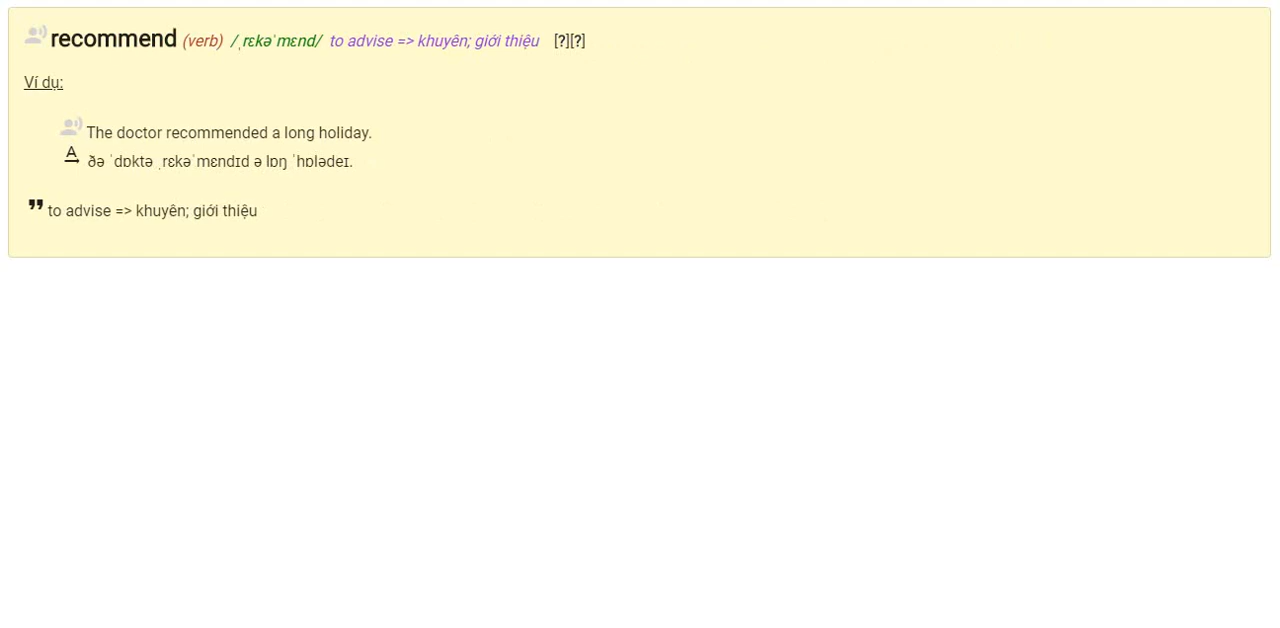 recommend (verb) /ˌrɛkəˈmɛnd/ to advise => khuyên; giới thiệu [?][?]
Ví dụ:
The doctor recommended a long holiday.
A
ðə ˈdɒktə ˌrɛkəˈmɛndɪd ə lɒŋ ˈhɒlədeɪ.
" to advise => khuyên; giới thiệu